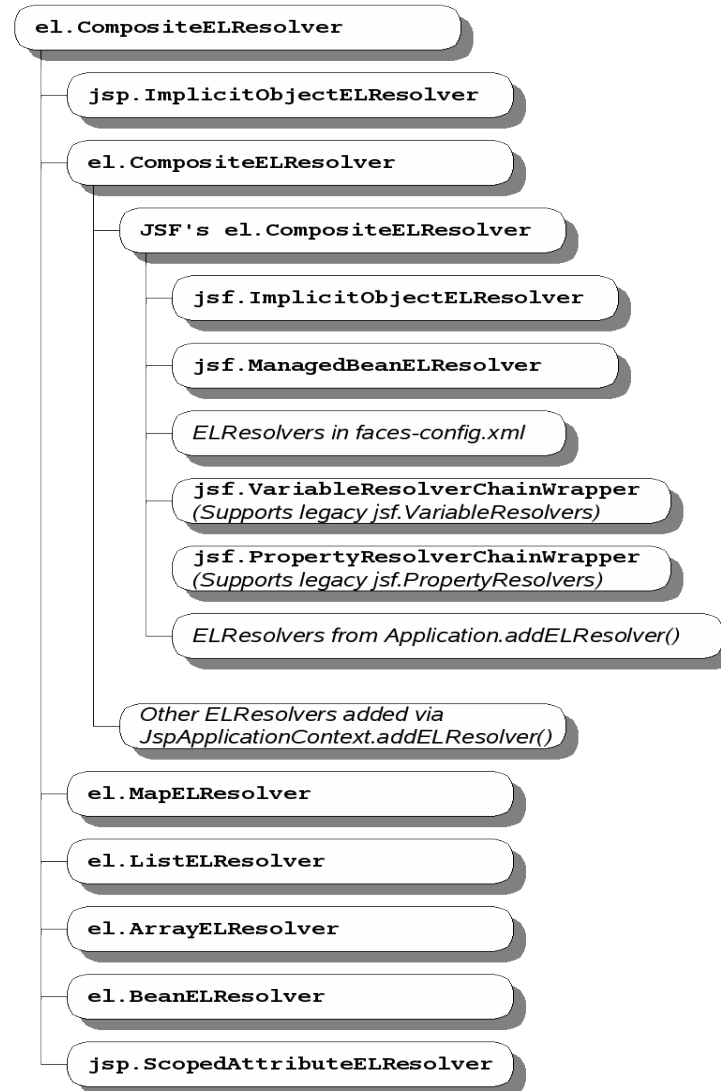 el.CompositeELResolver
jsp.ImplicitObjectELResolver
el.CompositeELResolver
JSF's el.CompositeELResolver
jsf.ImplicitObjectELResolver
jsf.ManagedBeanELResolver
ELResolvers in faces-config.xml
jsf.VariableResolverChainWrapper
(Supports legacy jsf.VariableResolvers)
jsf.PropertyResolverChainWrapper
(Supports legacy jsf.PropertyResolvers)
ELResolvers from Application.addELResolver()
Other ELResolvers added via
JspApplicationContext.addELResolver()
el.MapELResolver
el.ListELResolver
el.ArrayELResolver
el.BeanELResolver
jsp.ScopedAttributeELResolver